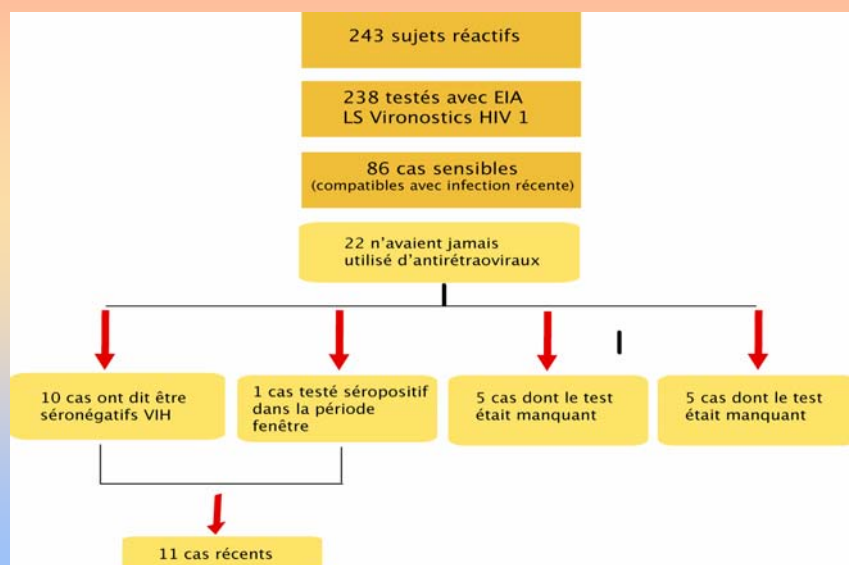 243 sujets réactifs
238 testés avec EIA
LS Vironostics HIV 1
86 cas sensibles
(compatibles avec infection récente)
22 n'avaient jamais
utilisé d'antirétraoviraux
10 cas ont dit être
séronégatifs VIH
1 cas testé séropositif
dans la période
fenêtre
5 cas dont le test
était manquant
5 cas dont le test
était manquant
11 cas récents